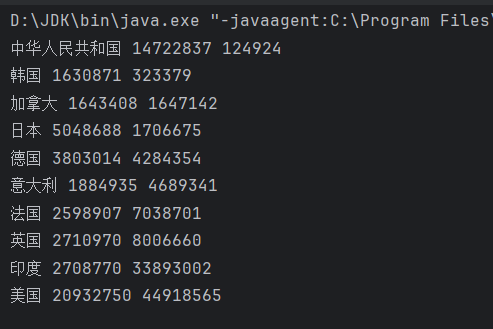 D:\JDK\bin\java.exe "-javaagent:C:\Program Files\
中华人民共和国 14722837 124924
韩国 1630871 323379
加拿大 1643408 1647142
日本 5048688 1706675
德国 3803014 4284354
意大利 1884935 4689341
法国 2598907 7038701
英国 2710970 8006660
印度 2708770 33893002
美国 20932750 44918565